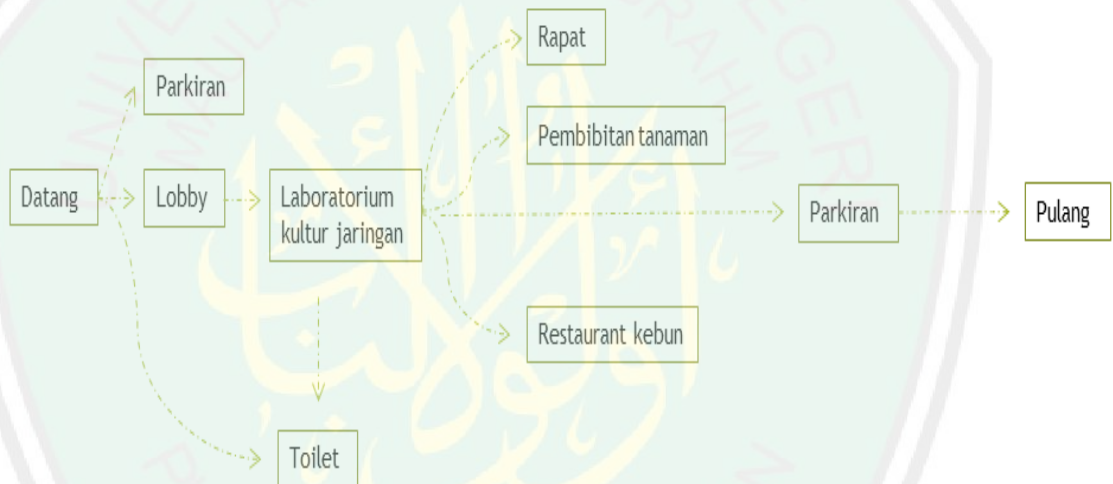 Rapat
Parkiran
Pembibitan tanaman
Datang
Lobby
Laboratorium
kultur jaringan
Parkiran
Pulang
Restaurant kebun
Toilet